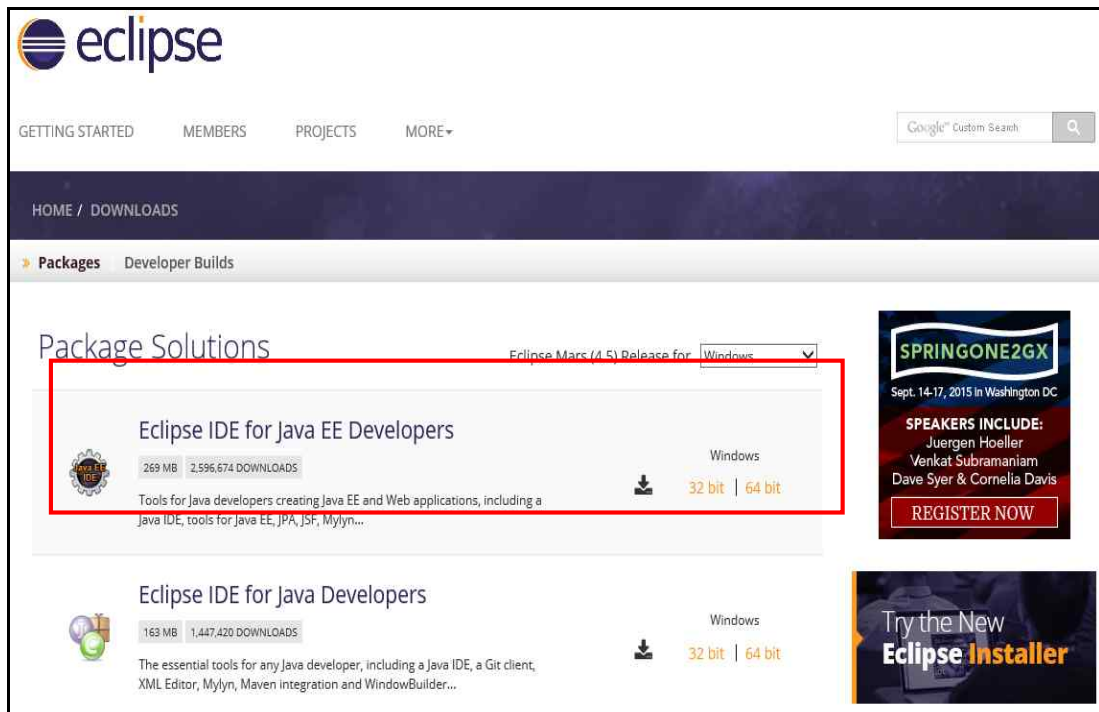 eclipse
GETTING STARTED MEMBERS PROJECTS MORE
Google™ Custom Search
HOME / DOWNLOADS
Packages Developer Builds
Package Solutions
Eclipse Mars (4.5) Release for Windows
Eclipse IDE for Java EE Developers
Java EE
IDE
269 MB 2,596,674 DOWNLOADS
Tools for Java developers creating Java EE and Web applications, including a
Java IDE, tools for Java EE, JPA, JSF, Mylyn...
Windows
32 bit | 64 bit
Eclipse IDE for Java Developers
163 MB 1,447,420 DOWNLOADS
The essential tools for any Java developer, including a Java IDE, a Git client,
XML Editor, Mylyn, Maven integration and WindowBuilder...
Windows
32 bit | 64 bit
SPRINGONE2GX
Sept. 14-17, 2015 in Washington DC
SPEAKERS INCLUDE:
Juergen Hoeller
Venkat Subramaniam
Dave Syer & Cornelia Davis
REGISTER NOW
Try the New
Eclipse Installer